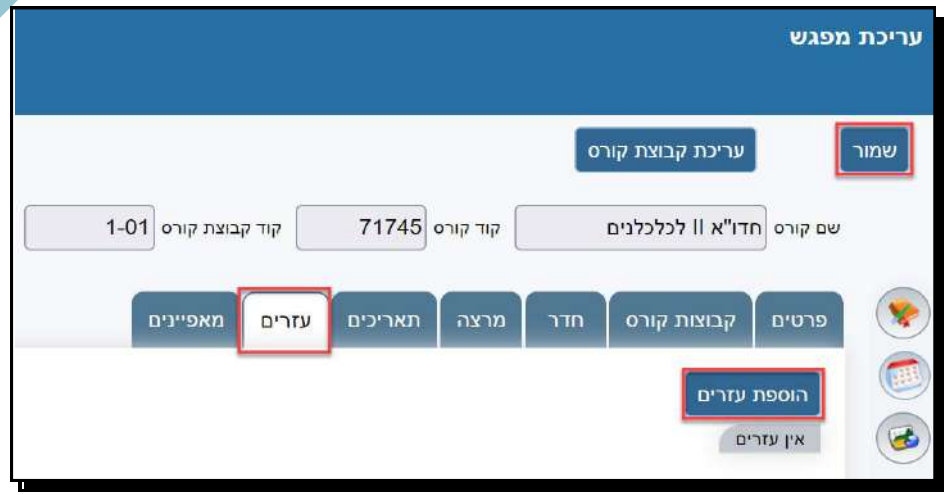 עריכת מפגש
שמור עריכת קבוצת קורס
שם קורס חדו"א II לכלכלנים קוד קורס 71745 קוד קבוצת קורס 1-01
פרטים קבוצות קורס חדר מרצה תאריכים עזרים מאפיינים
הוספת עזרים
אין עזרים